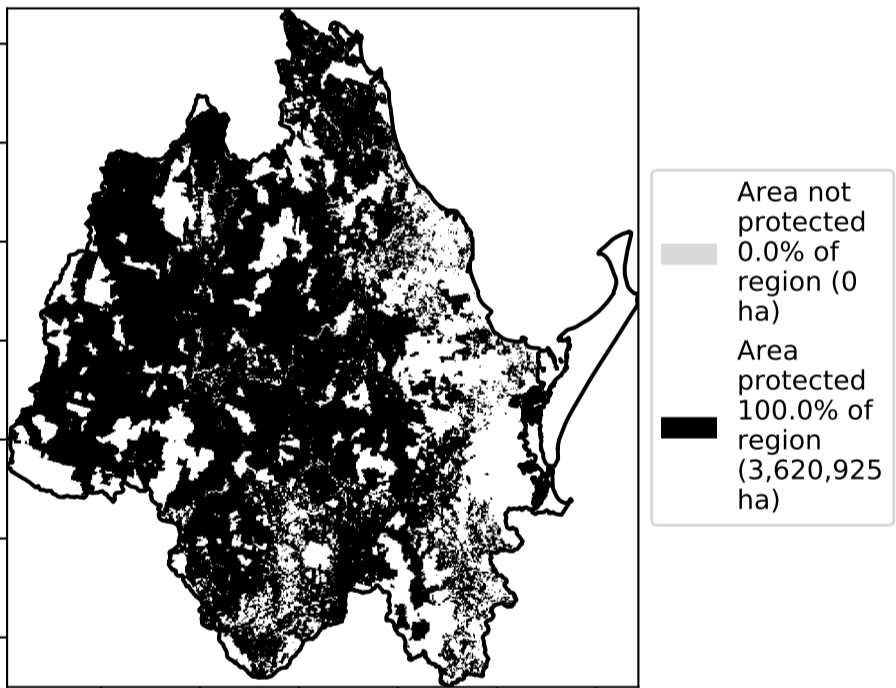 Area not
protected
0.0% of
region (0
ha)
Area
protected
100.0% of
region
(3,620,925
ha)